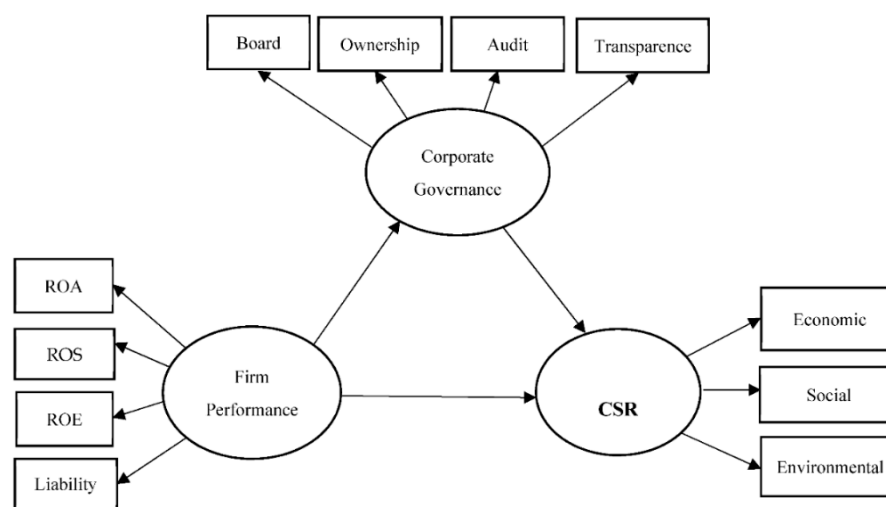 Board
Ownership
Audit
Transparence
Corporate
Governance
ROA
ROS
ROE
Liability
Firm
Performance
CSR
Economic
Social
Environmental